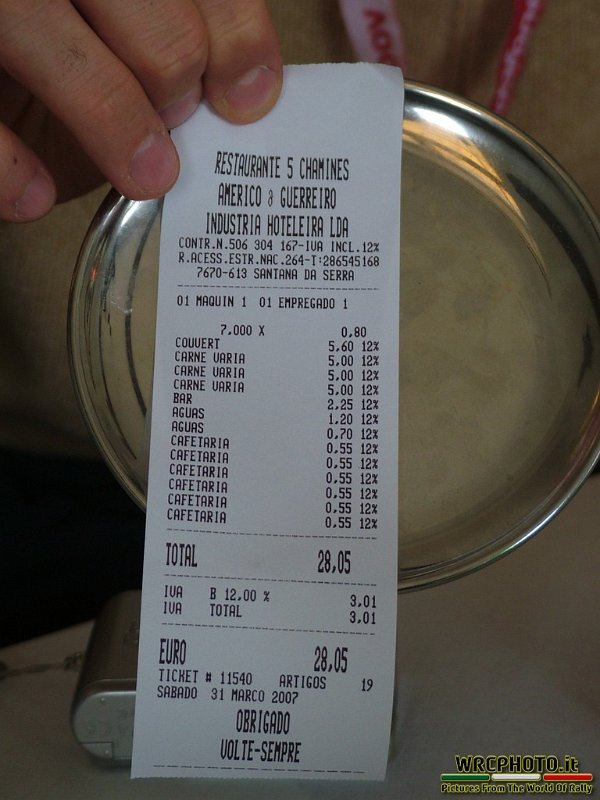 RESTAURANTE 5 CHAMINES
AMERICO & GUERREIRO
INDUSTRIA HOTELEIRA LDA
CONTR.N.506 304 167-IVA INCL.12%
R.ACESS.ESTR.NAC.264-T:286545168
7670-613 SANTANA DA SERRA
01 MAQUIN 1 01 EMPREGADO 1
7,000 X 0,80
COUVERT 5,60 12%
CARNE VARIA 5,00 12%
CARNE VARIA 5,00 12%
CARNE VARIA 5,00 12%
BAR 2,25 12%
AGUAS 1,20 12%
AGUAS 0,70 12%
CAFETARIA 0,55 12%
CAFETARIA 0,55 12%
CAFETARIA 0,55 12%
CAFETARIA 0,55 12%
CAFETARIA 0,55 12%
CAFETARIA 0,55 12%
TOTAL 28,05
IVA B 12,00 % 3,01
IVA TOTAL 3,01
EURO 28,05
TICKET # 11540 ARTIGOS 19
SABADO 31 MARCO 2007
OBRIGADO
VOLTE-SEMPRE
WRCPHOTO.it
Pictures From The World Of Rally